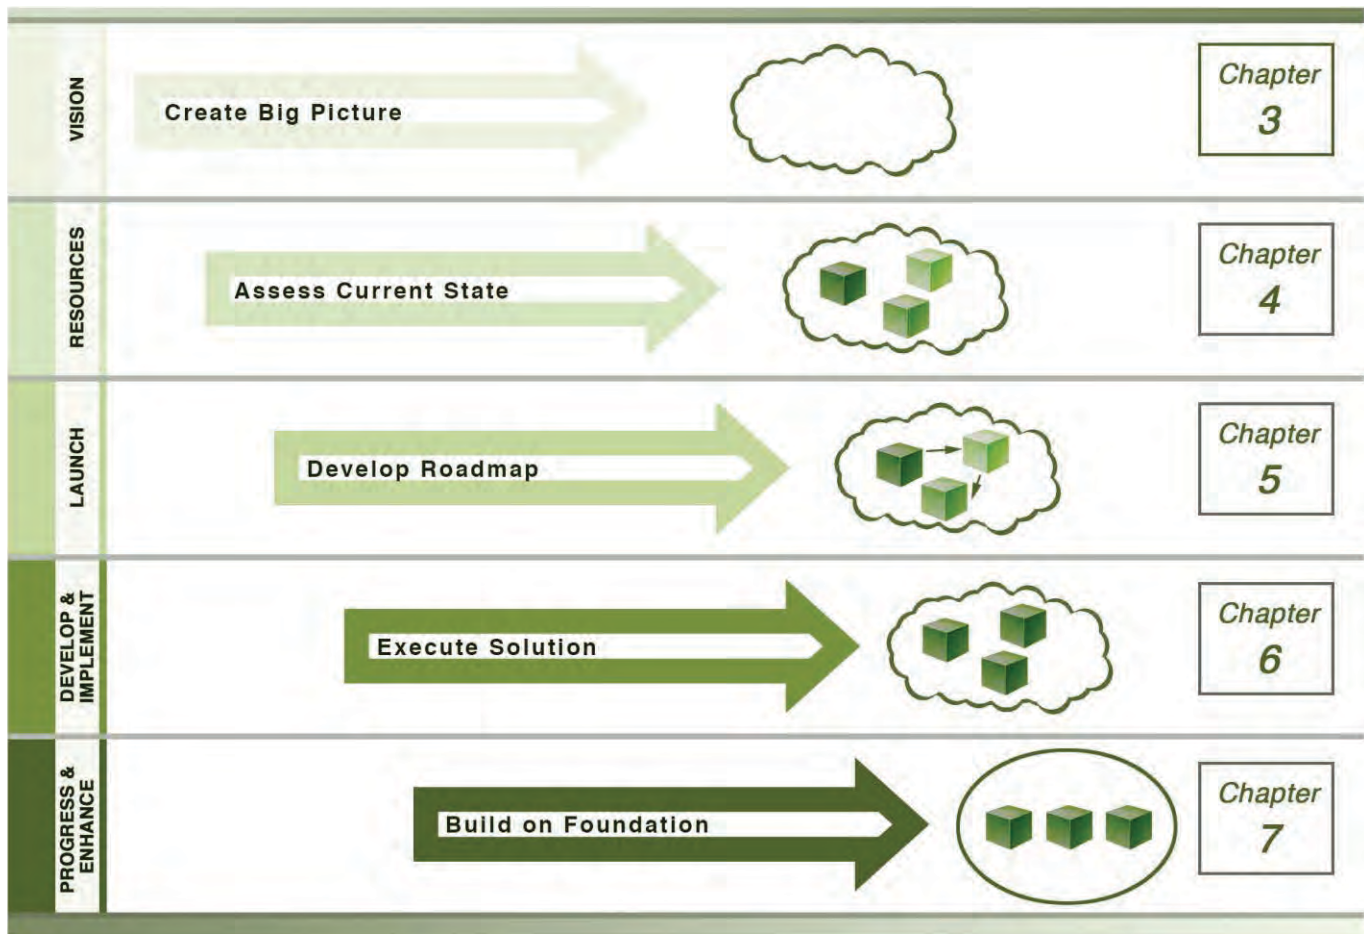 VISION
Create Big Picture
Chapter
3
RESOURCES
Assess Current State
Chapter
4
LAUNCH
Develop Roadmap
Chapter
5
DEVELOP &
IMPLEMENT
Execute Solution
Chapter
6
PROGRESS &
ENHANCE
Build on Foundation
Chapter
7